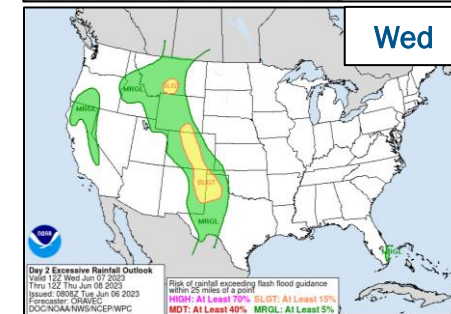 Wed
MRGL
SLGT
MRGL
SLGT
MRGL
MRGL
NOAA
Day 2 Excessive Rainfall Outlook
Valid 12Z Wed Jun 07 2023
Thru 12Z Thu Jun 08 2023
Issued: 0808Z Tue Jun 06 2023
Forecaster: ORAVEC
DOC/NOAA/NWS/NCEP/WPC
Risk of rainfall exceeding flash flood guidance
within 25 miles of a point
HIGH: At Least 70% SLGT: At Least 15%
MDT: At Least 40% MRGL: At Least 5%